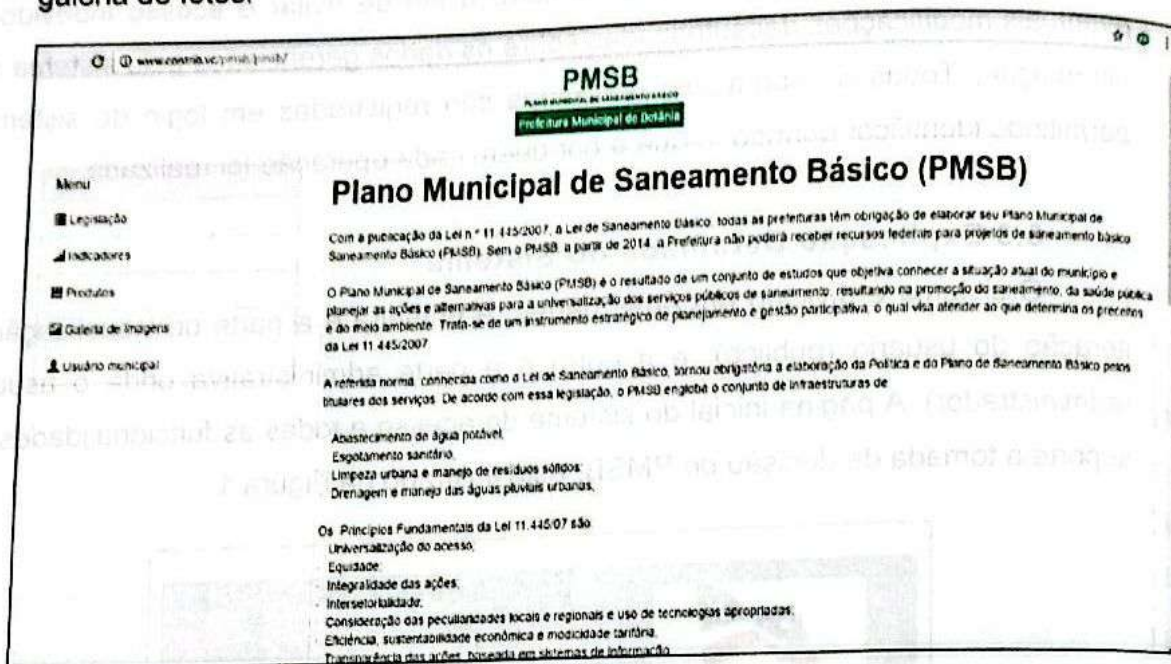 galeria de fotos.
www.contrib.vc/pmsb/pmsb/
PMSB
PLANO MUNICIPAL DE SANEAMENTO BÁSICO
Prefeitura Municipal de
Menu
Legislação
Indicadores
Produtos
Galeria de Imagens
Usuário municipal
Plano Municipal de Saneamento Básico (PMSB)
Com a publicação da Lei n.º 11.445/2007, a Lei de Saneamento Básico, todas as prefeituras têm obrigação de elaborar seu Plano Municipal de
Saneamento Básico (PMSB). Sem o PMSB, a partir de 2014, a Prefeitura não poderá receber recursos federais para projetos de saneamento básico.
O Plano Municipal de Saneamento Básico (PMSB) é o resultado de um conjunto de estudos que objetiva conhecer a situação atual do município e
planejar as ações e alternativas para a universalização dos serviços públicos de saneamento, resultando na promoção do saneamento, da saúde pública
e do meio ambiente. Trata-se de um instrumento estratégico de planejamento e gestão participativa, o qual visa atender ao que determina os preceitos
da Lei 11.445/2007
A referida norma, conhecida como a Lei de Saneamento Básico, tornou obrigatória a elaboração da Política e do Plano de Saneamento Básico pelos
titulares dos serviços. De acordo com essa legislação, o PMSB engloba o conjunto de infraestruturas de
Abastecimento de água potável;
Esgotamento sanitário;
Limpeza urbana e manejo de resíduos sólidos;
Drenagem e manejo das águas pluviais urbanas;
Os Princípios Fundamentais da Lei 11.445/07 são
Universalização do acesso;
Equidade;
Integralidade das ações;
Intersetorialidade;
Consideração das peculiaridades locais e regionais e uso de tecnologias apropriadas;
Eficiência, sustentabilidade econômica e modicidade tarifária,
Transparência das ações, baseada em sistemas de informação